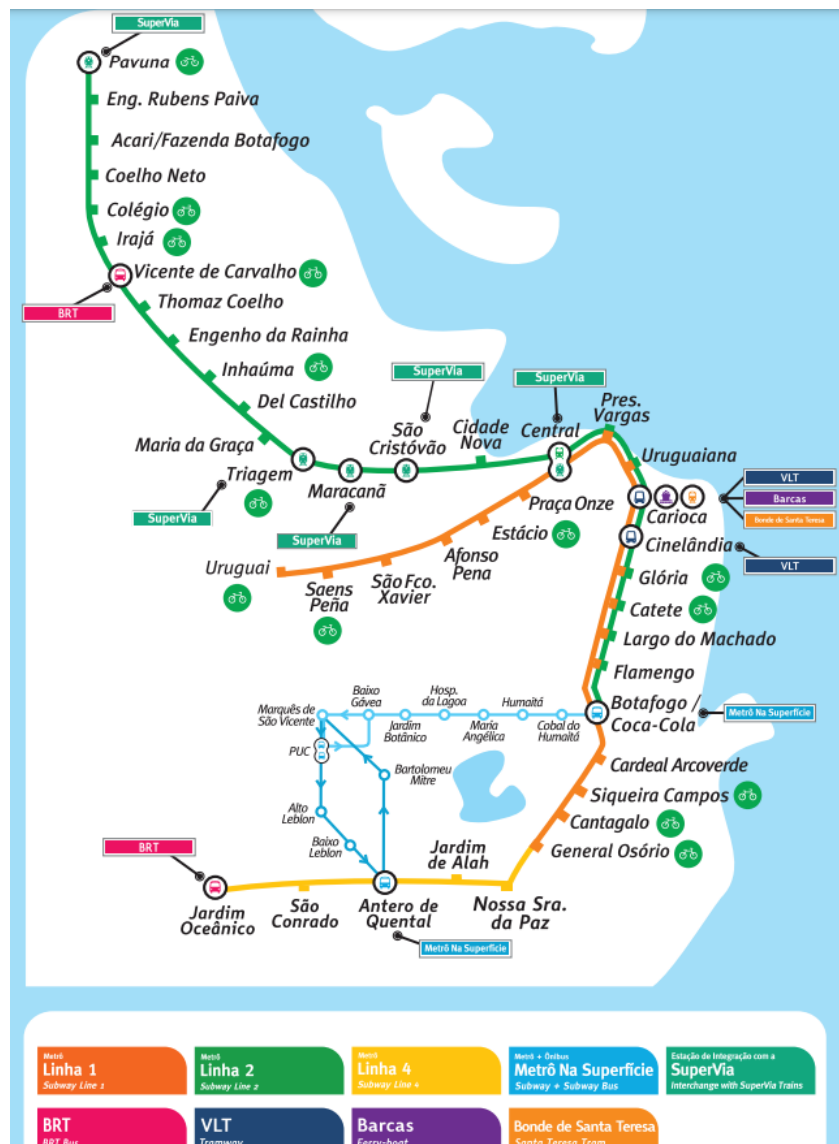 SuperVia
Pavuna
Eng. Rubens Paiva
Acari/Fazenda Botafogo
Coelho Neto
Colégio
Irajá
Vicente de Carvalho
BRT
Thomaz Coelho
Engenho da Rainha
Inhaúma
Del Castilho
Maria da Graça
Triagem
SuperVia
Maracanã
SuperVia
São
Cristóvão
SuperVia
Cidade
Nova
Central
SuperVia
Pres.
Vargas
Uruguaiana
Carioca
VLT
Barcas
Bonde de Santa Teresa
Cinelândia
VLT
Praça Onze
Estácio
Afonso
Pena
São Fco.
Xavier
Saens
Peña
Uruguai
Glória
Catete
Largo do Machado
Flamengo
Botafogo /
Coca-Cola
Metrô Na Superfície
Marquês de
São Vicente
Baixo
Gávea
Hosp.
da Lagoa
Humaitá
Jardim
Botânico
Maria
Angélica
Cobal do
Humaitá
PUC
Bartolomeu
Mitre
Alto
Leblon
Baixo
Leblon
Cardeal Arcoverde
Siqueira Campos
Cantagalo
General Osório
BRT
Jardim
Oceânico
São
Conrado
Antero de
Quental
Metrô Na Superfície
Jardim
de Alah
Nossa Sra.
da Paz
Metrô
Linha 1
Subway Line 1
Metrô
Linha 2
Subway Line 2
Metrô
Linha 4
Subway Line 4
Metrô + Ônibus
Metrô Na Superfície
Subway + Subway Bus
Estação de Integração com a
SuperVia
Interchange with SuperVia Trains
BRT
BRT Bus
VLT
Tramway
Barcas
Ferry-boat
Bonde de Santa Teresa
Santa Teresa Tram